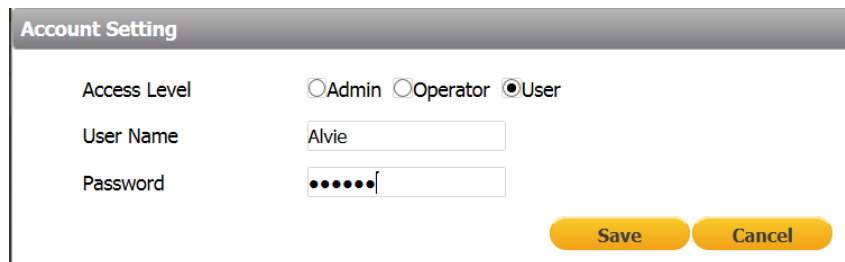 Account Setting
Access Level Admin Operator User
User Name Alvie
Password ••••••
Save Cancel